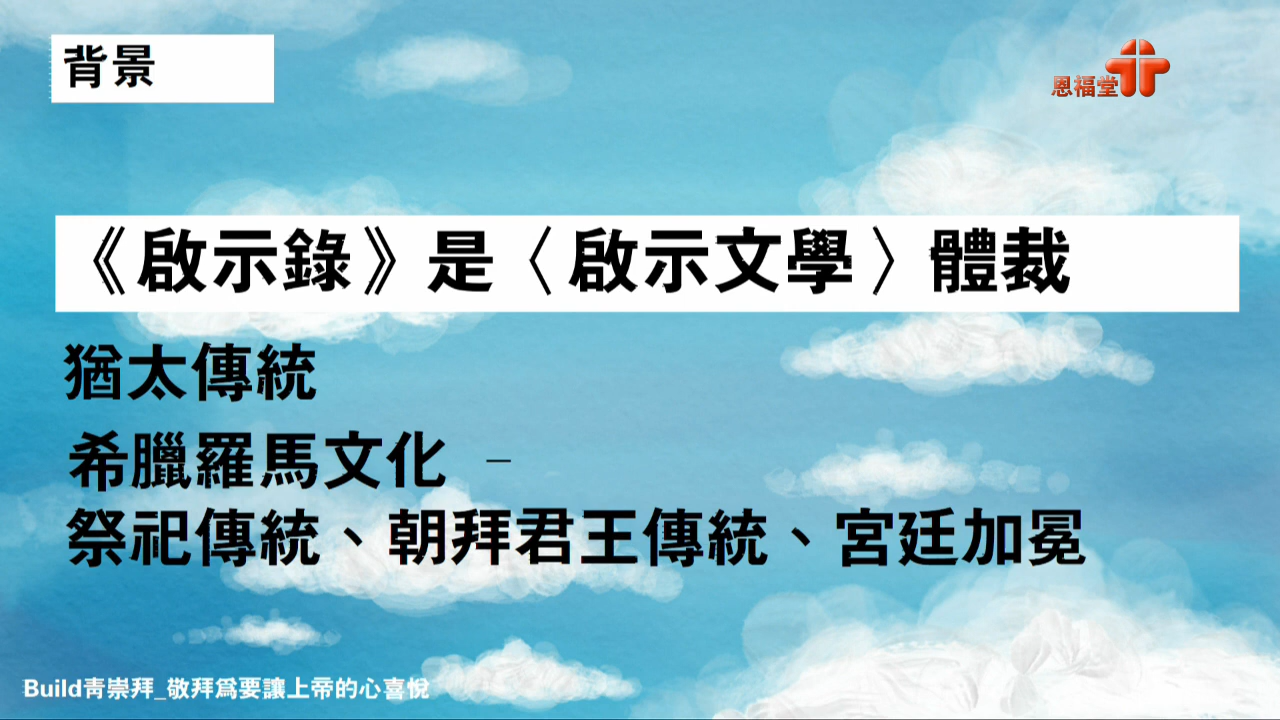 背景
恩福堂
《啟示錄》是〈啟示文學〉體裁
猶太傳統
希臘羅馬文化 –
祭祀傳統、朝拜君王傳統、宮廷加冕
Build青崇拜_敬拜為要讓上帝的心喜悅